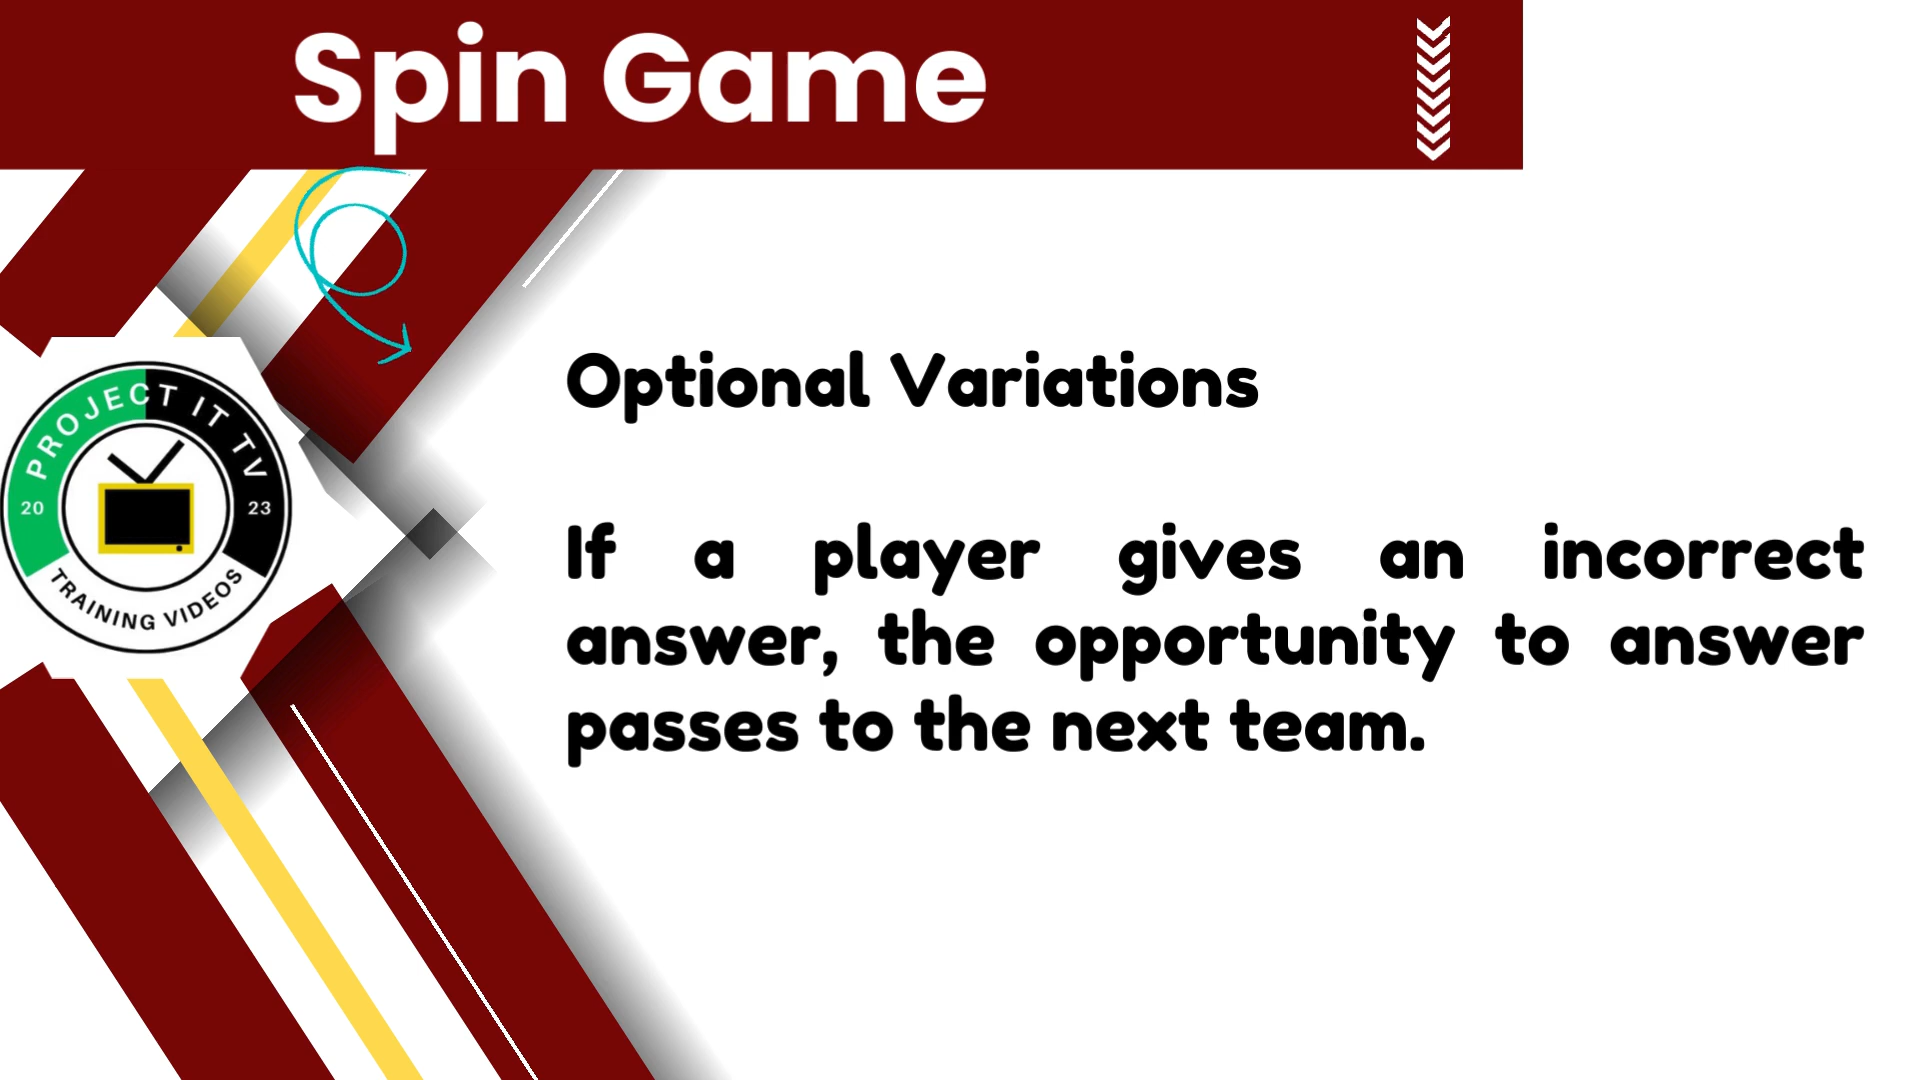 Spin Game
PROJECT IT TV
20 23
TRAINING VIDEOS
Optional Variations
If a player gives an incorrect
answer, the opportunity to answer
passes to the next team.